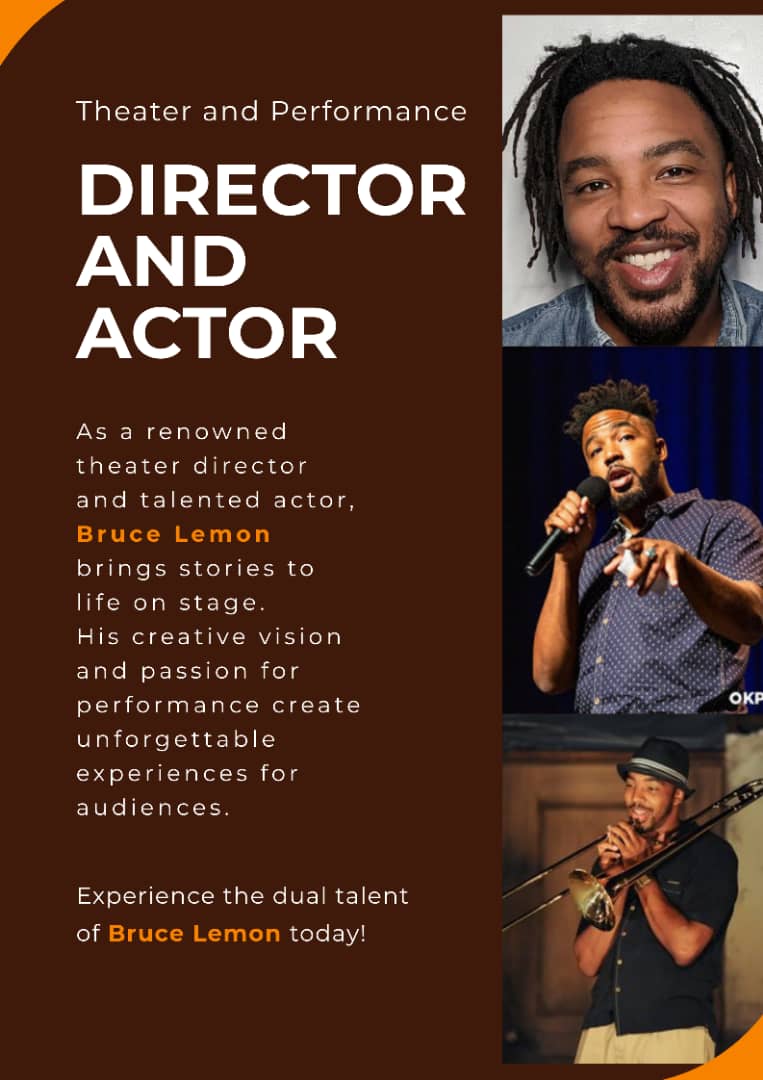 Theater and Performance
DIRECTOR
AND
ACTOR
As a renowned
theater director
and talented actor,
Bruce Lemon
brings stories to
life on stage.
His creative vision
and passion for
performance create
unforgettable
experiences for
audiences.
Experience the dual talent
of Bruce Lemon today!
OKP